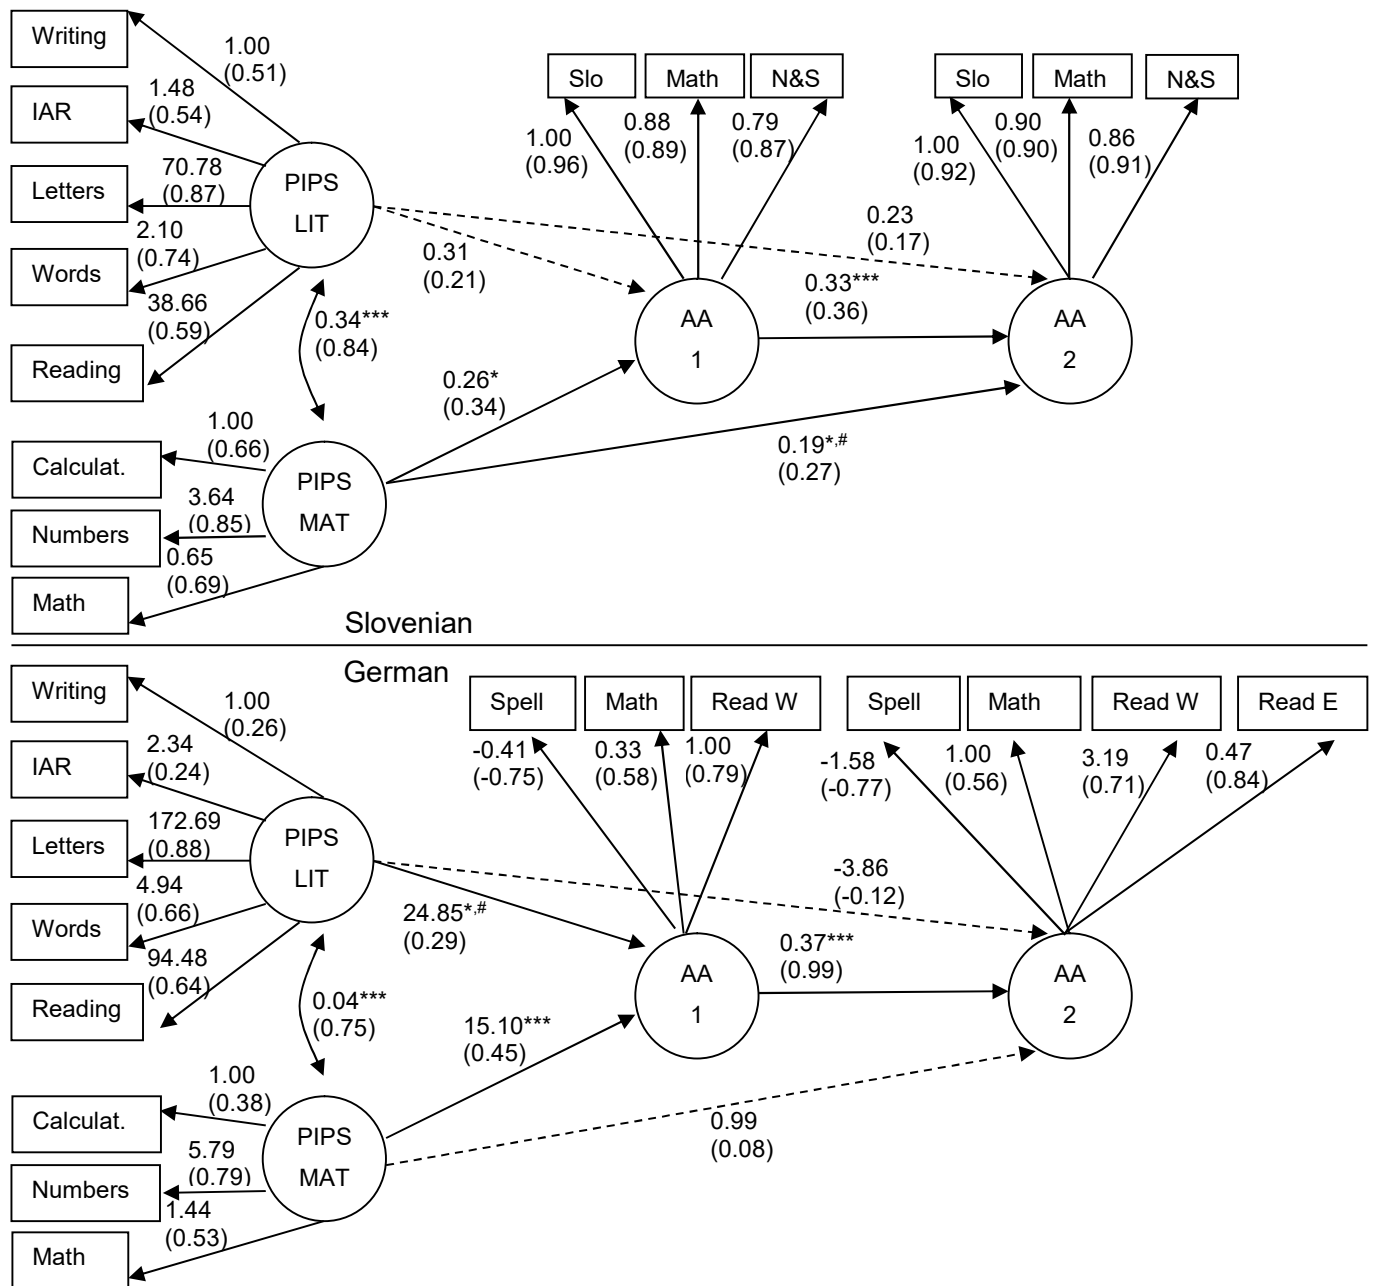 Writing
1.00
(0.51)
IAR
1.48
(0.54)
Letters
70.78
(0.87)
Words
2.10
(0.74)
Reading
38.66
(0.59)
PIPS
LIT
0.34***
(0.84)
Calculat.
1.00
(0.66)
Numbers
3.64
(0.85)
Math
0.65
(0.69)
PIPS
MAT
0.31
(0.21)
0.26*
(0.34)
Slo
Math
N&S
1.00
(0.96)
0.88
(0.89)
0.79
(0.87)
AA
1
0.23
(0.17)
0.33***
(0.36)
0.19*,#
(0.27)
Slo
Math
N&S
1.00
(0.92)
0.90
(0.90)
0.86
(0.91)
AA
2
Slovenian
German
Writing
1.00
(0.26)
IAR
2.34
(0.24)
Letters
172.69
(0.88)
Words
4.94
(0.66)
Reading
94.48
(0.64)
PIPS
LIT
0.04***
(0.75)
Calculat.
1.00
(0.38)
Numbers
5.79
(0.79)
Math
1.44
(0.53)
PIPS
MAT
24.85*,#
(0.29)
15.10***
(0.45)
Spell
Math
Read W
-0.41
(-0.75)
0.33
(0.58)
1.00
(0.79)
AA
1
-3.86
(-0.12)
0.37***
(0.99)
0.99
(0.08)
Spell
Math
Read W
Read E
-1.58
(-0.77)
1.00
(0.56)
3.19
(0.71)
0.47
(0.84)
AA
2